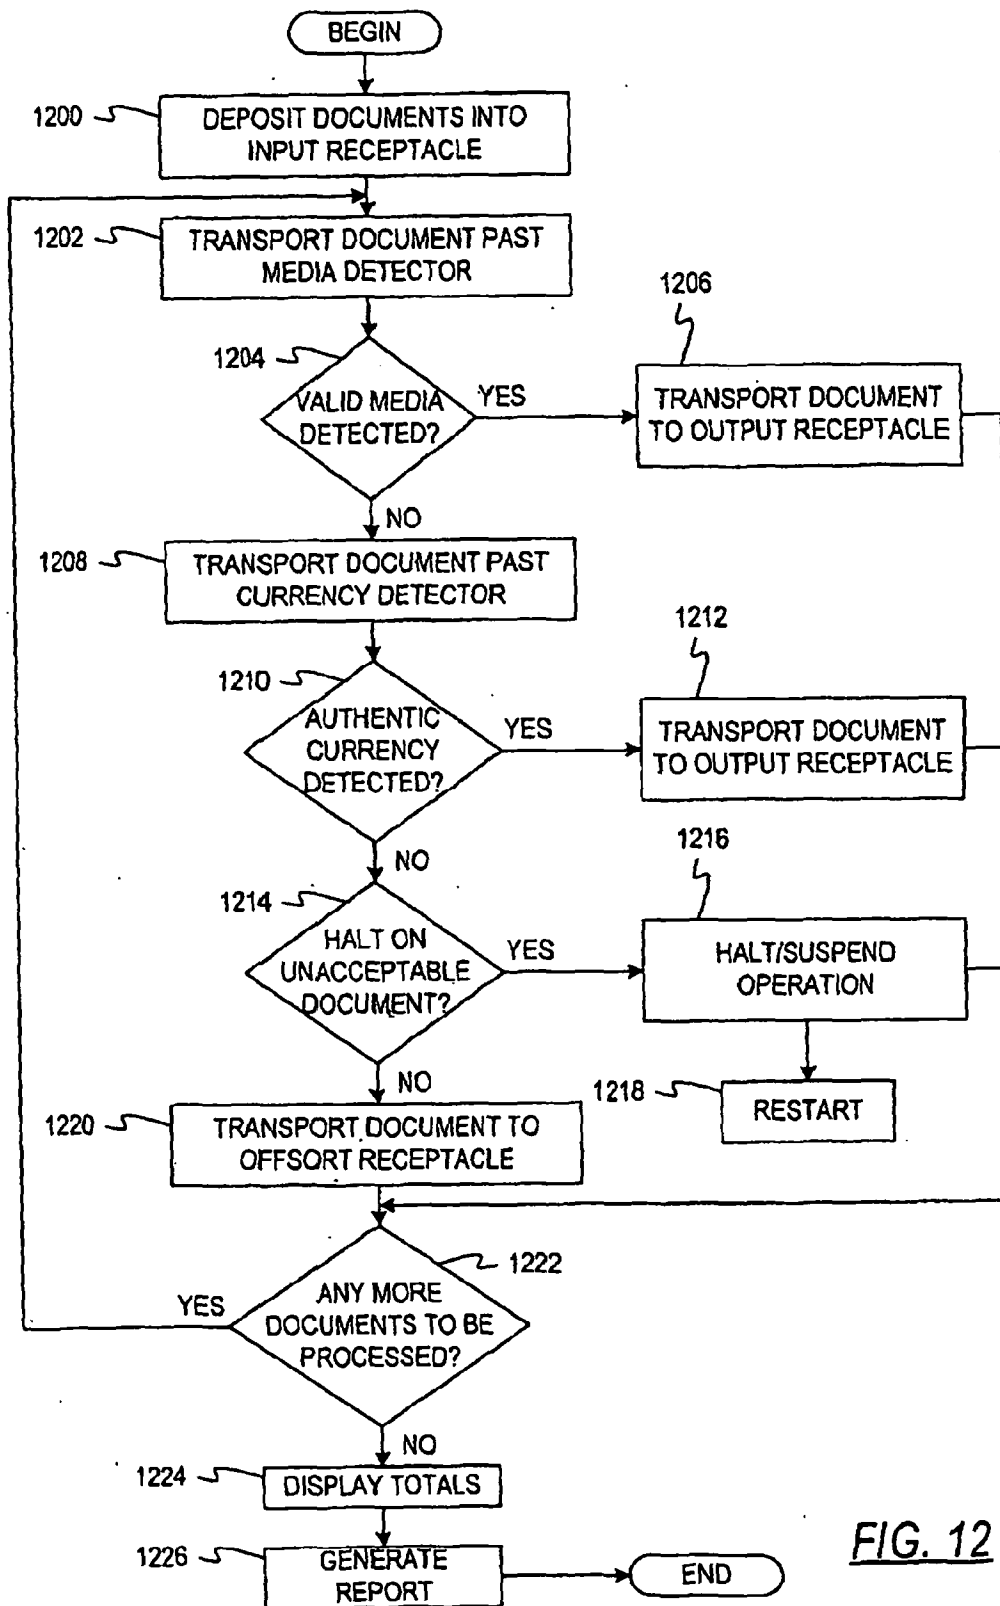 BEGIN
1200
DEPOSIT DOCUMENTS INTO
INPUT RECEPTACLE
1202
TRANSPORT DOCUMENT PAST
MEDIA DETECTOR
1204
VALID MEDIA
DETECTED?
YES
1206
TRANSPORT DOCUMENT
TO OUTPUT RECEPTACLE
NO
1208
TRANSPORT DOCUMENT PAST
CURRENCY DETECTOR
1210
AUTHENTIC
CURRENCY
DETECTED?
YES
1212
TRANSPORT DOCUMENT
TO OUTPUT RECEPTACLE
NO
1214
HALT ON
UNACCEPTABLE
DOCUMENT?
YES
1216
HALT/SUSPEND
OPERATION
1218
RESTART
NO
1220
TRANSPORT DOCUMENT TO
OFFSORT RECEPTACLE
1222
ANY MORE
DOCUMENTS TO BE
PROCESSED?
YES
NO
1224
DISPLAY TOTALS
1226
GENERATE
REPORT
END
FIG. 12